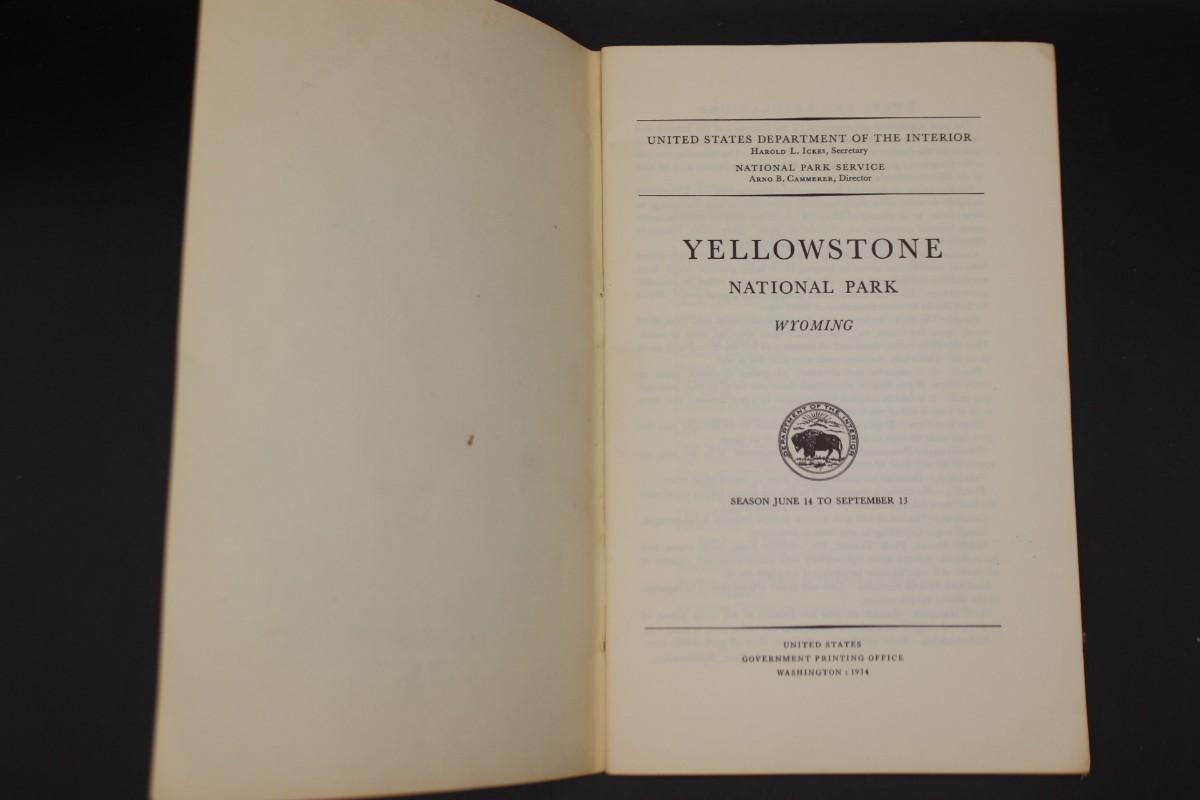 UNITED STATES DEPARTMENT OF THE INTERIOR
HAROLD L. ICKES, Secretary
NATIONAL PARK SERVICE
ARNO B. CAMMERER, Director
YELLOWSTONE
NATIONAL PARK
WYOMING
DEPARTMENT OF THE INTERIOR
SEASON JUNE 14 TO SEPTEMBER 13
UNITED STATES
GOVERNMENT PRINTING OFFICE
WASHINGTON : 1934